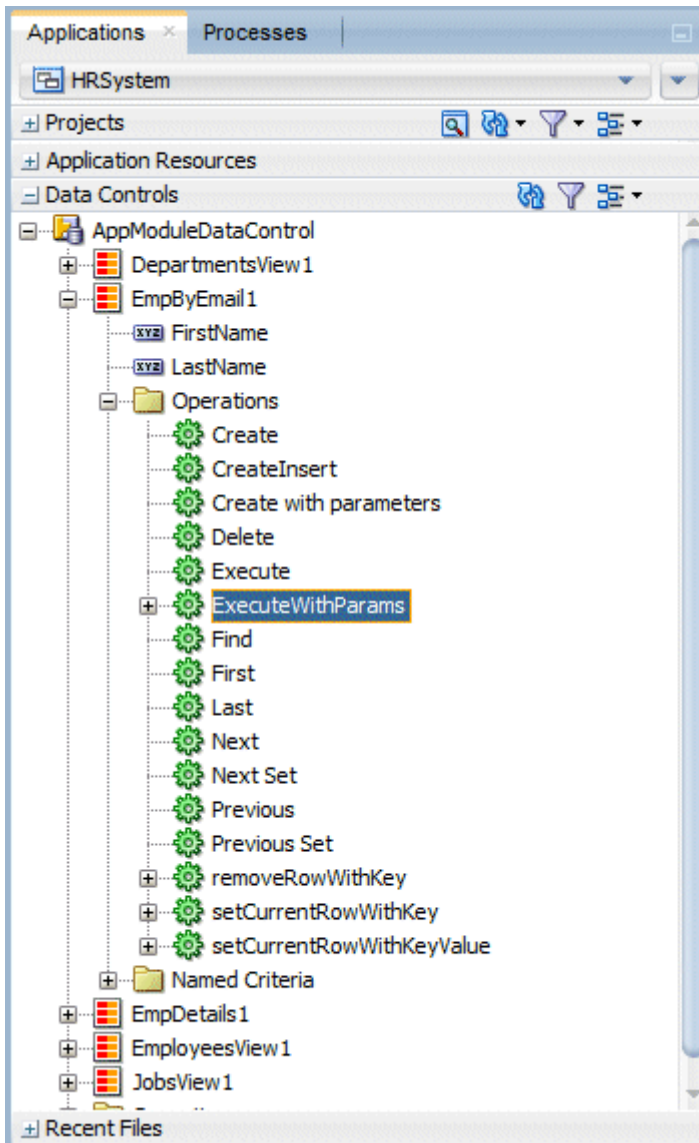 Applications Processes
HRSystem
Projects
Application Resources
Data Controls
AppModuleDataControl
DepartmentsView1
EmpByEmail1
xyz FirstName
xyz LastName
Operations
Create
CreateInsert
Create with parameters
Delete
Execute
ExecuteWithParams
Find
First
Last
Next
Next Set
Previous
Previous Set
removeRowWithKey
setCurrentRowWithKey
setCurrentRowWithKeyValue
Named Criteria
EmpDetails1
EmployeesView1
JobsView1
Recent Files